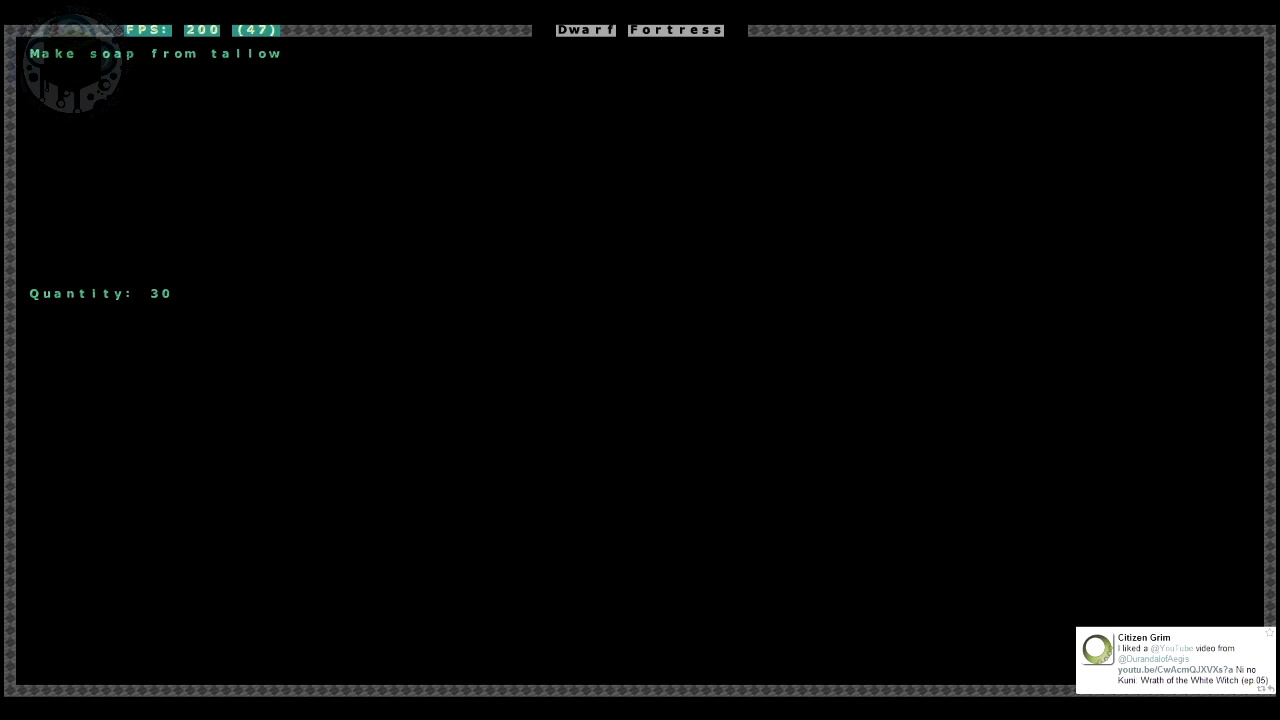 FPS: 200 (47)
Dwarf Fortress
Make soap from tallow
Quantity: 30
Citizen Grim
I liked a @YouTube video from
@DurandalofAegis
youtu.be/CwAcmQJXVXs?a Ni no
Kuni: Wrath of the White Witch (ep 05)